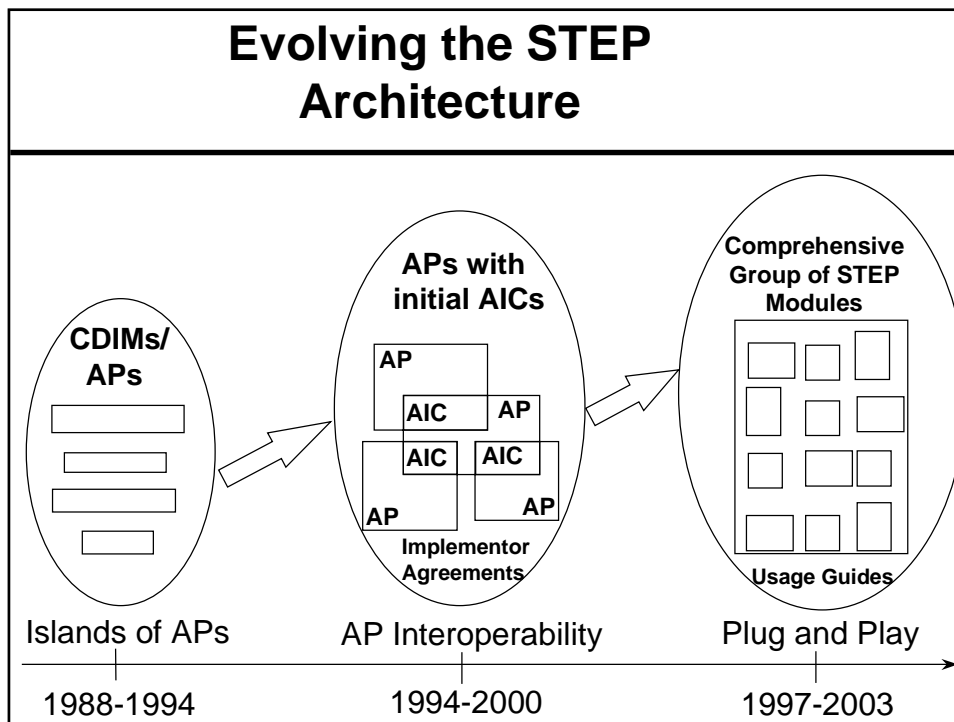 Evolving the STEP
Architecture
CDIMs/
APs
Islands of APs
1988-1994
APs with
initial AICs
AP
AIC
AP
AIC
AIC
AP
AP
Implementor
Agreements
AP Interoperability
1994-2000
Comprehensive
Group of STEP
Modules
Usage Guides
Plug and Play
1997-2003